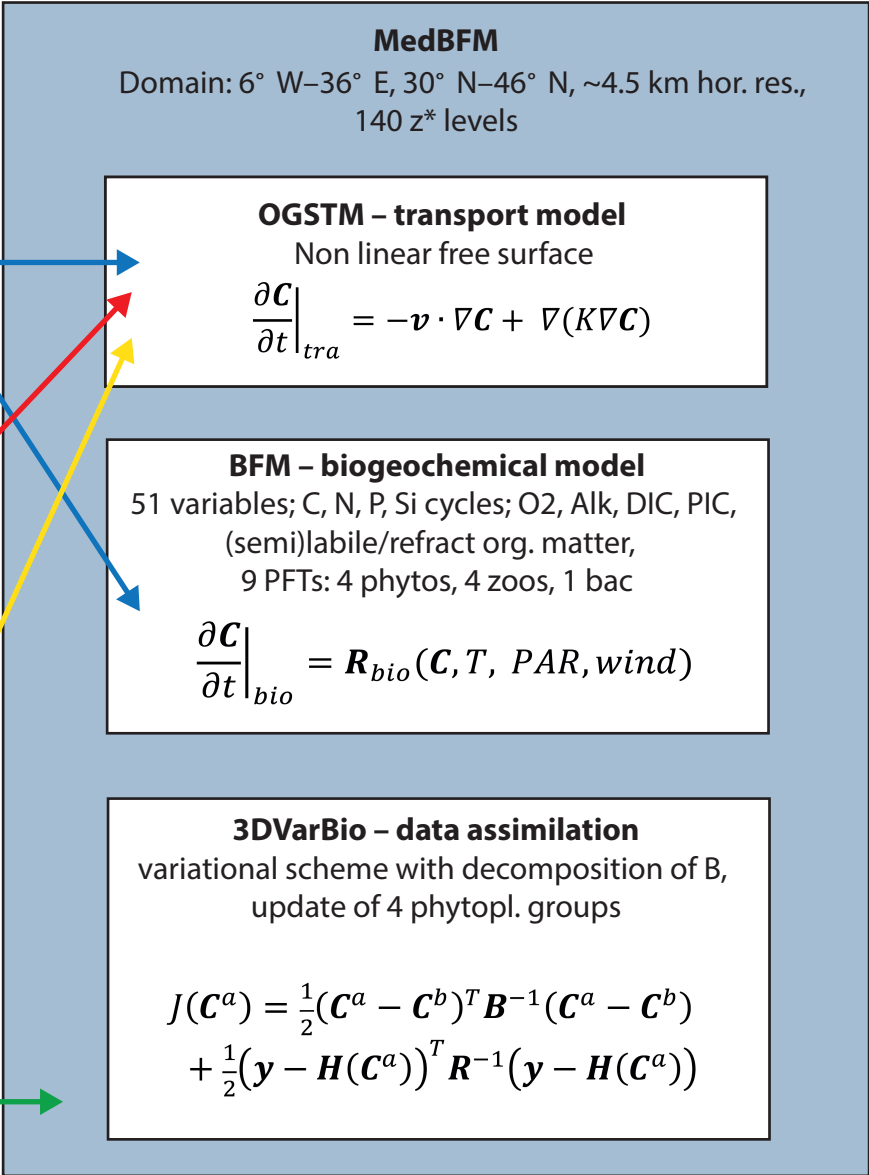 MedBFM
Domain: 6° W–36° E, 30° N–46° N, ~4.5 km hor. res.,
140 z* levels
OGSTM – transport model
Non linear free surface
∂C/∂t|tra = −v · ∇C + ∇(K∇C)
BFM – biogeochemical model
51 variables; C, N, P, Si cycles; O2, Alk, DIC, PIC,
(semi)labile/refract org. matter,
9 PFTs: 4 phytos, 4 zoos, 1 bac
∂C/∂t|bio = Rbio(C, T, PAR, wind)
3DVarBio – data assimilation
variational scheme with decomposition of B,
update of 4 phytopl. groups
J(Cᵃ) = ½(Cᵃ − Cᵇ)ᵀB⁻¹(Cᵃ − Cᵇ)
+ ½(y − H(Cᵃ))ᵀR⁻¹(y − H(Cᵃ))